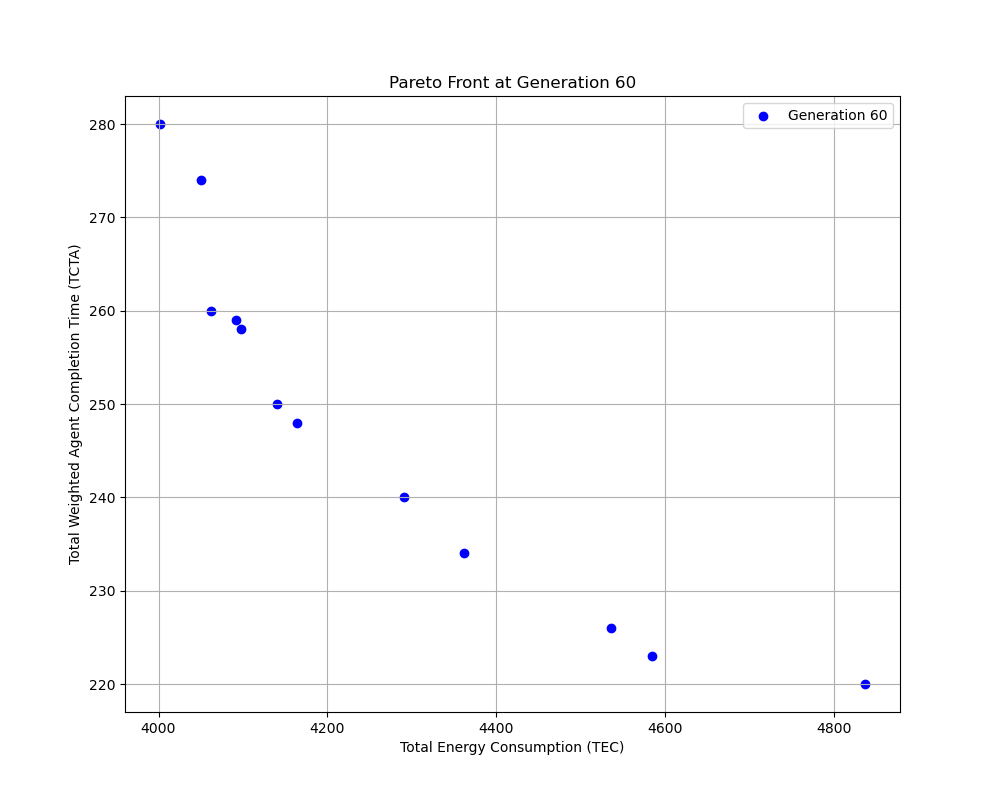 Pareto Front at Generation 60
Generation 60
280
270
260
250
240
230
220
Total Weighted Agent Completion Time (TCTA)
4000 4200 4400 4600 4800
Total Energy Consumption (TEC)